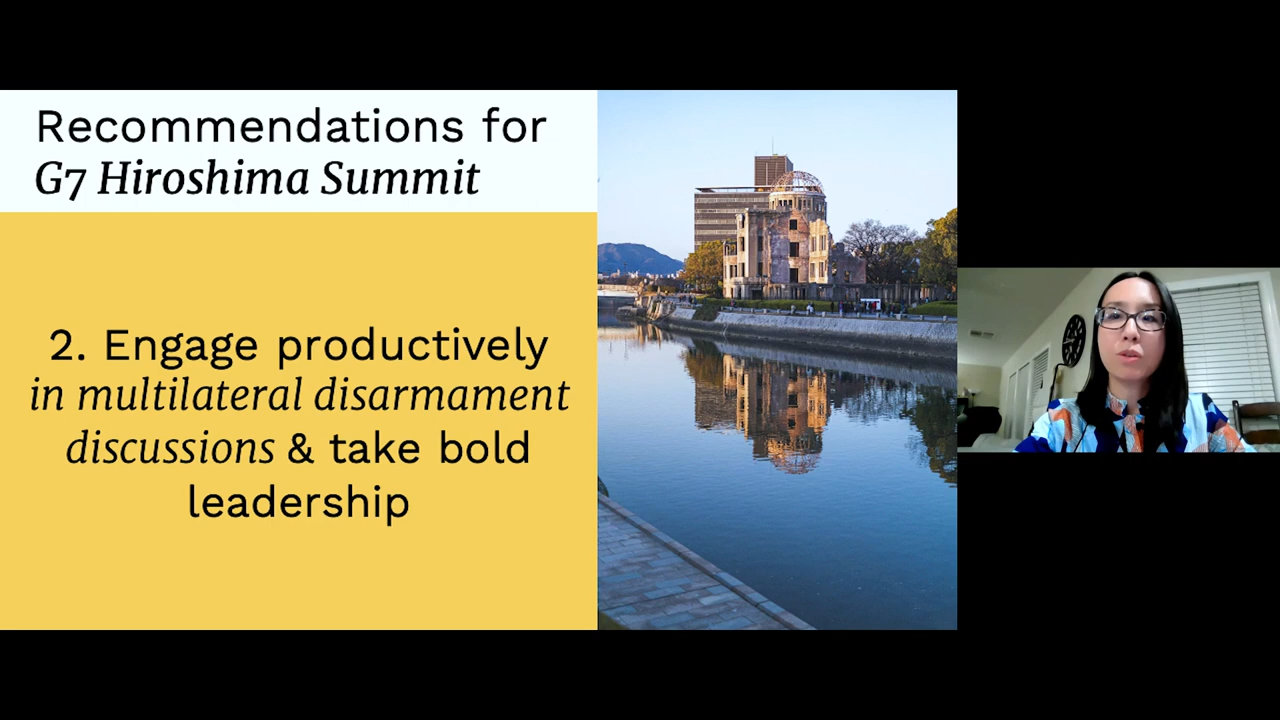 Recommendations for
G7 Hiroshima Summit
2. Engage productively
in multilateral disarmament
discussions & take bold
leadership